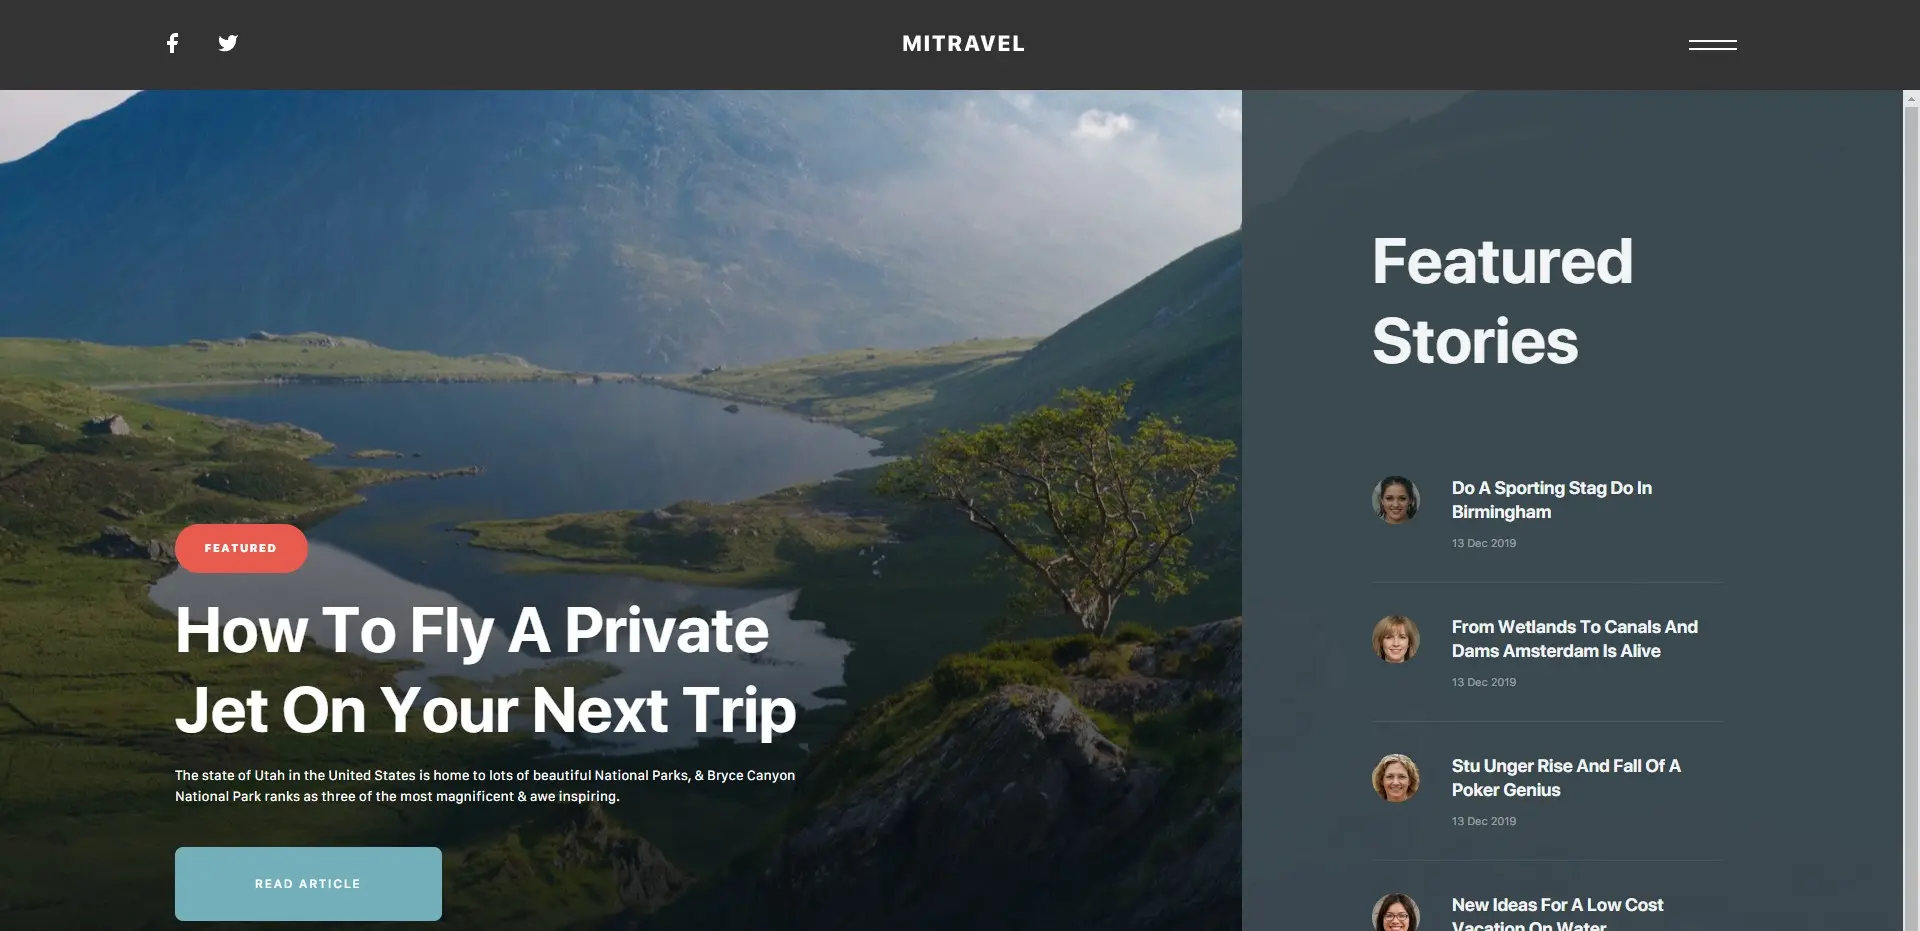 MITRAVEL
FEATURED
How To Fly A Private
Jet On Your Next Trip
The state of Utah in the United States is home to lots of beautiful National Parks, & Bryce Canyon
National Park ranks as three of the most magnificent & awe inspiring.
READ ARTICLE
Featured
Stories
Do A Sporting Stag Do In
Birmingham
13 Dec 2019
From Wetlands To Canals And
Dams Amsterdam Is Alive
13 Dec 2019
Stu Unger Rise And Fall Of A
Poker Genius
13 Dec 2019
New Ideas For A Low Cost
Vacation On Water